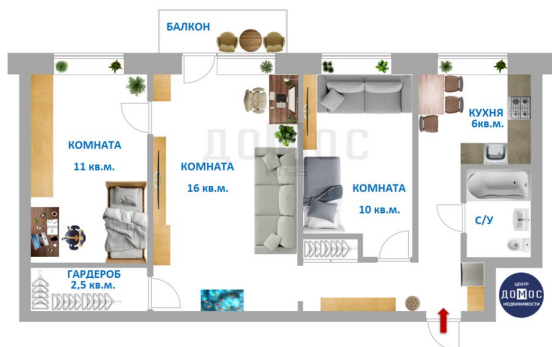 БАЛКОН
КОМНАТА
11 кв.м.
КОМНАТА
16 кв.м.
КОМНАТА
10 кв.м.
КУХНЯ
6кв.м.
С/У
ГАРДЕРОБ
2,5 кв.м.
ДОМОС
ЦЕНТР
ДОМОС
НЕДВИЖИМОСТИ